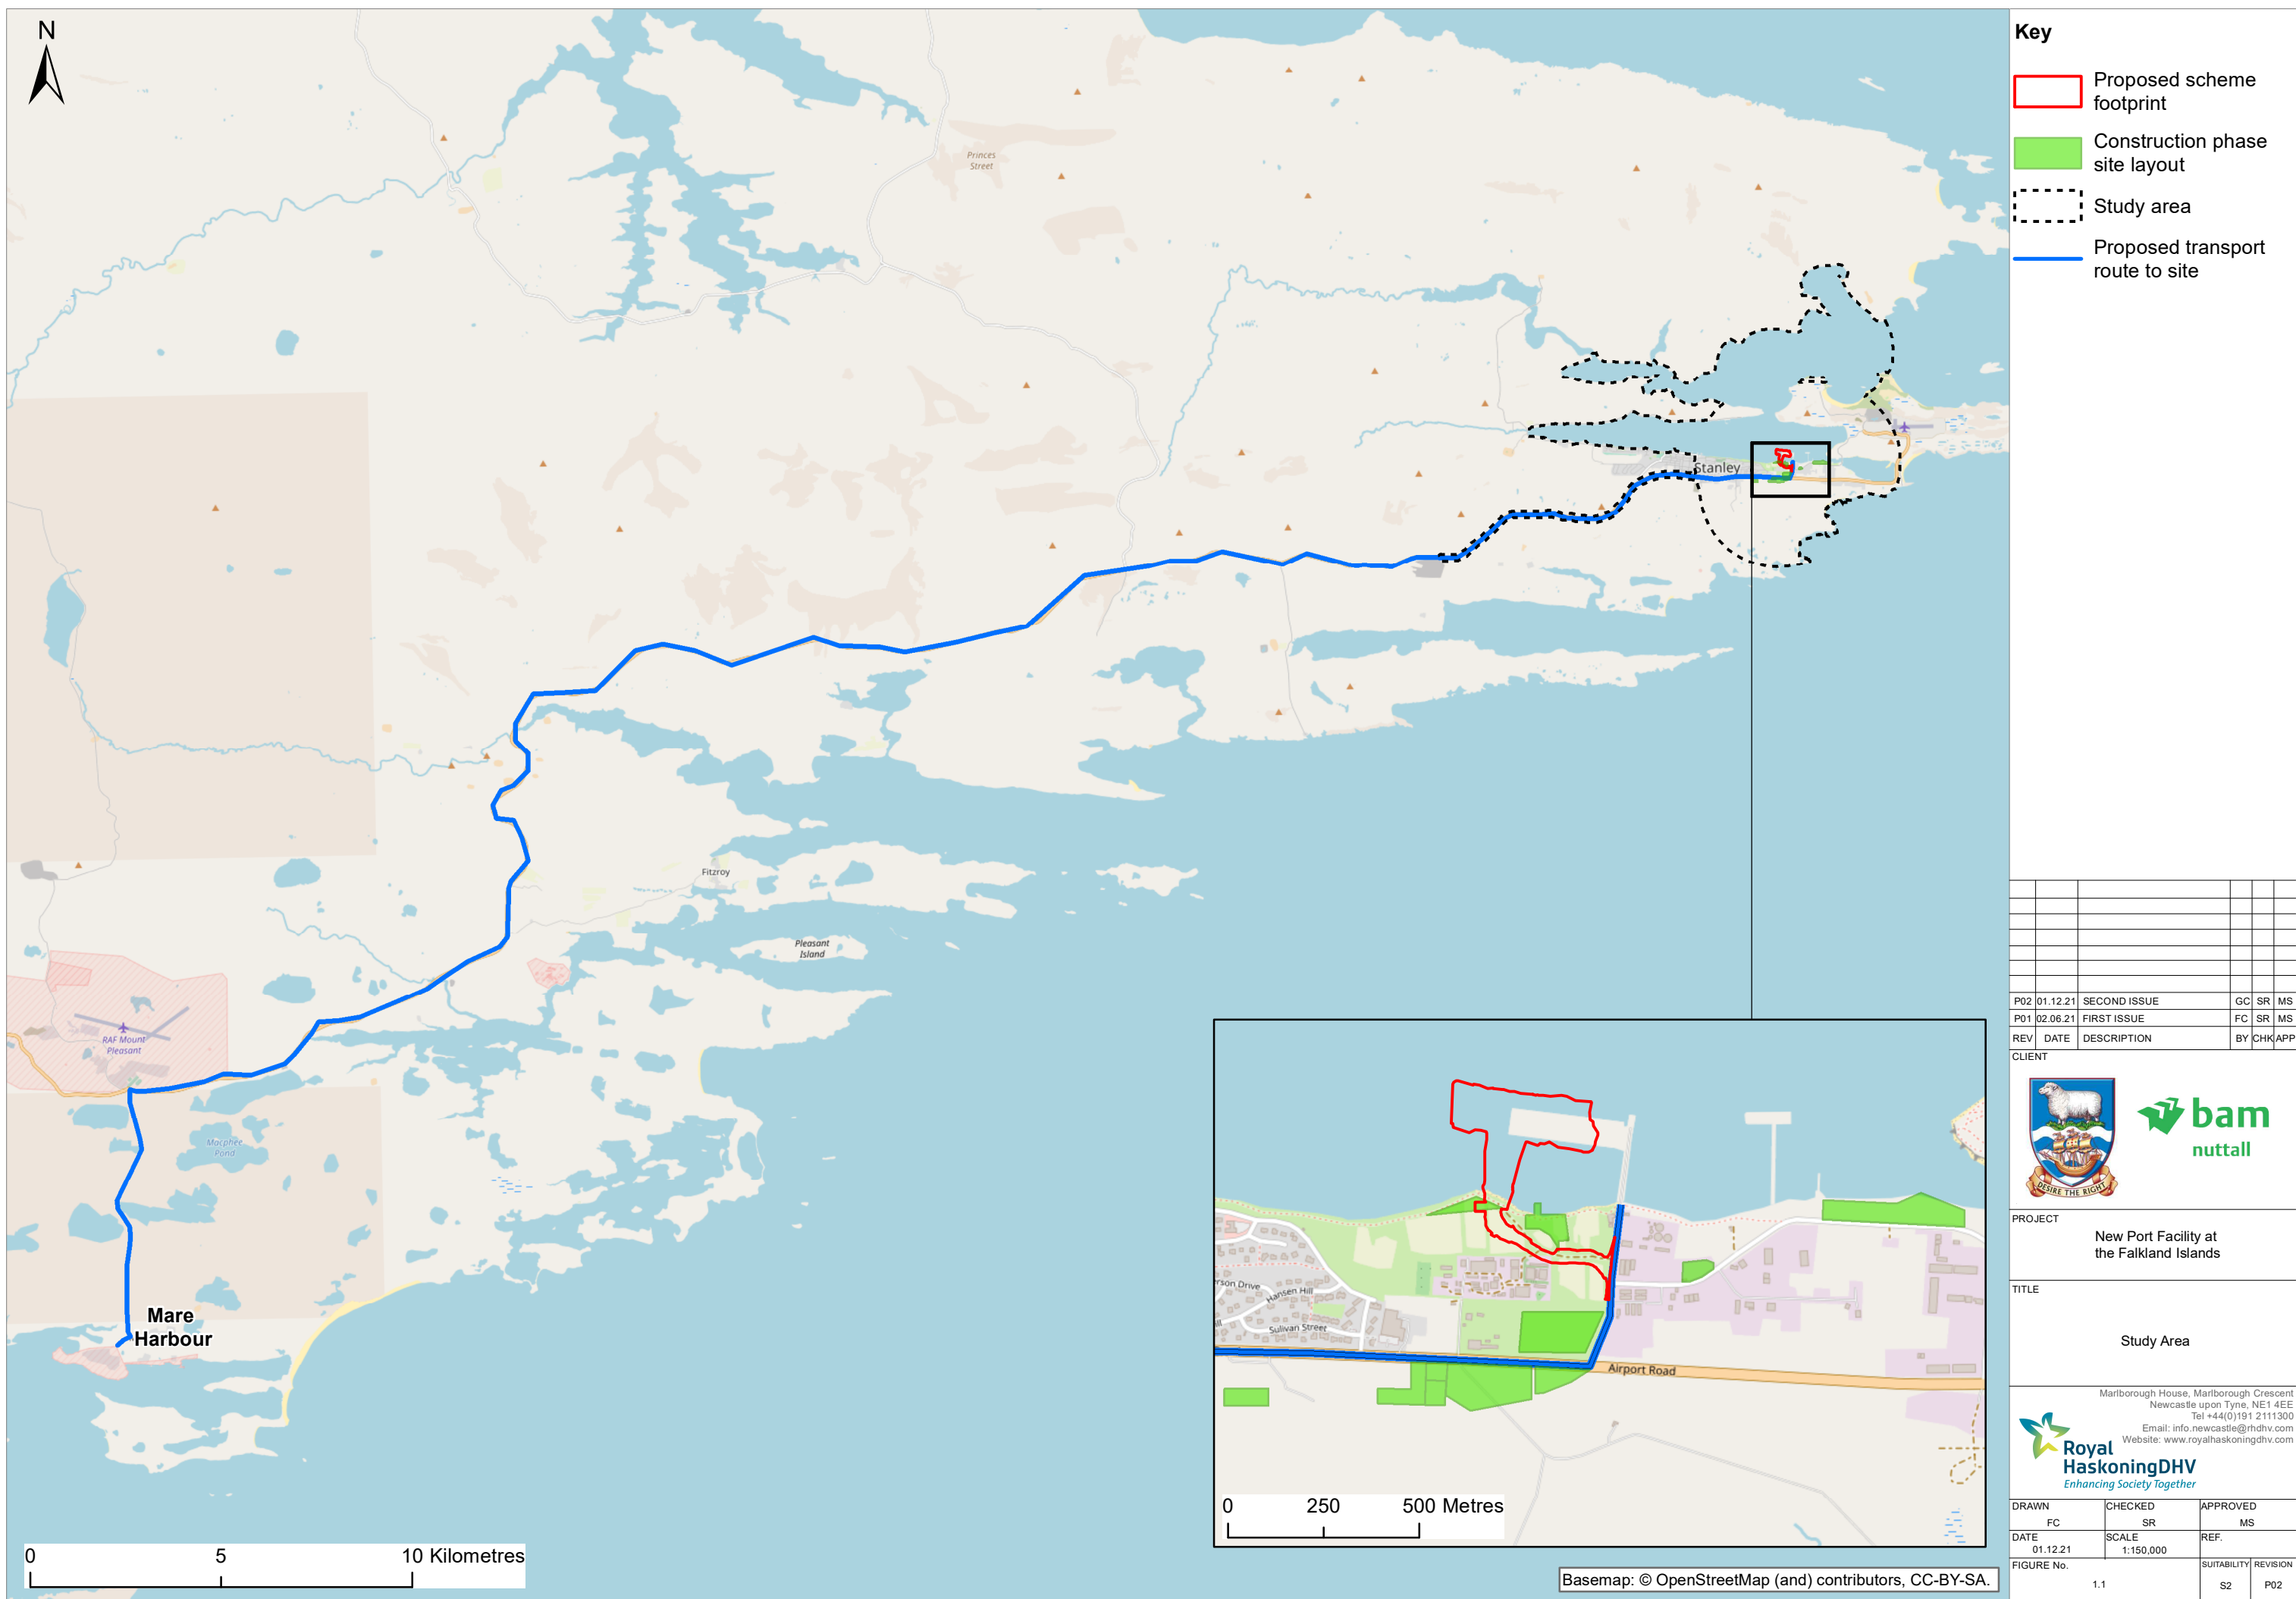 N
Princes
Street
Stanley
Fitzroy
Pleasant
Island
RAF Mount
Pleasant
Macphee
Pond
Mare
Harbour
0 5 10 Kilometres
erson Drive
Hansen Hill
Sulivan Street
Airport Road
0 250 500 Metres
Basemap: © OpenStreetMap (and) contributors, CC-BY-SA.
Key
Proposed scheme
footprint
Construction phase
site layout
Study area
Proposed transport
route to site
P02 01.12.21 SECOND ISSUE GC SR MS
P01 02.06.21 FIRST ISSUE FC SR MS
REV DATE DESCRIPTION BY CHK APP
CLIENT
DESIRE THE RIGHT
bam
nuttall
PROJECT
New Port Facility at
the Falkland Islands
TITLE
Study Area
Marlborough House, Marlborough Crescent
Newcastle upon Tyne, NE1 4EE
Tel +44(0)191 2111300
Email: info.newcastle@rhdhv.com
Website: www.royalhaskoningdhv.com
Royal
HaskoningDHV
Enhancing Society Together
DRAWN CHECKED APPROVED
FC SR MS
DATE SCALE REF.
01.12.21 1:150,000
FIGURE No. SUITABILITY REVISION
1.1 S2 P02